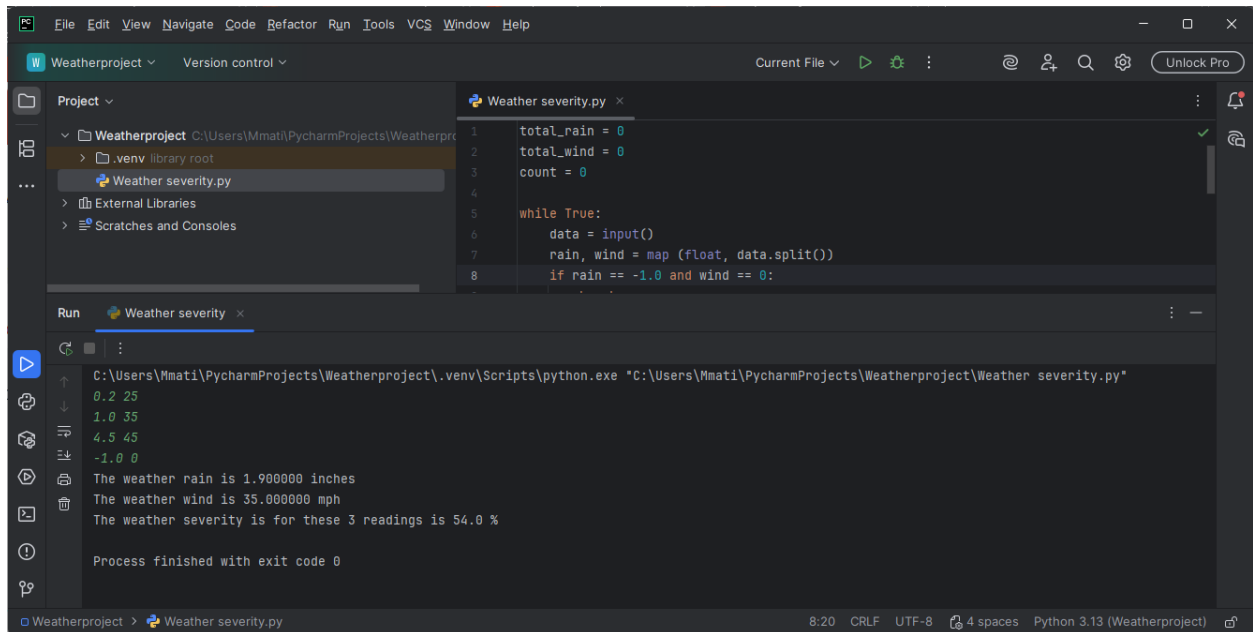 PC
File Edit View Navigate Code Refactor Run Tools VCS Window Help
W Weatherproject Version control
Current File
Unlock Pro
Project
Weatherproject C:\Users\Mmati\PycharmProjects\Weatherpro
.venv library root
Weather severity.py
External Libraries
Scratches and Consoles
Weather severity.py
1 total_rain = 0
2 total_wind = 0
3 count = 0
4
5 while True:
6 data = input()
7 rain, wind = map (float, data.split())
8 if rain == -1.0 and wind == 0:
Run Weather severity
C:\Users\Mmati\PycharmProjects\Weatherproject\.venv\Scripts\python.exe "C:\Users\Mmati\PycharmProjects\Weatherproject\Weather severity.py"
0.2 25
1.0 35
4.5 45
-1.0 0
The weather rain is 1.900000 inches
The weather wind is 35.000000 mph
The weather severity is for these 3 readings is 54.0 %
Process finished with exit code 0
Weatherproject > Weather severity.py
8:20 CRLF UTF-8 4 spaces Python 3.13 (Weatherproject)